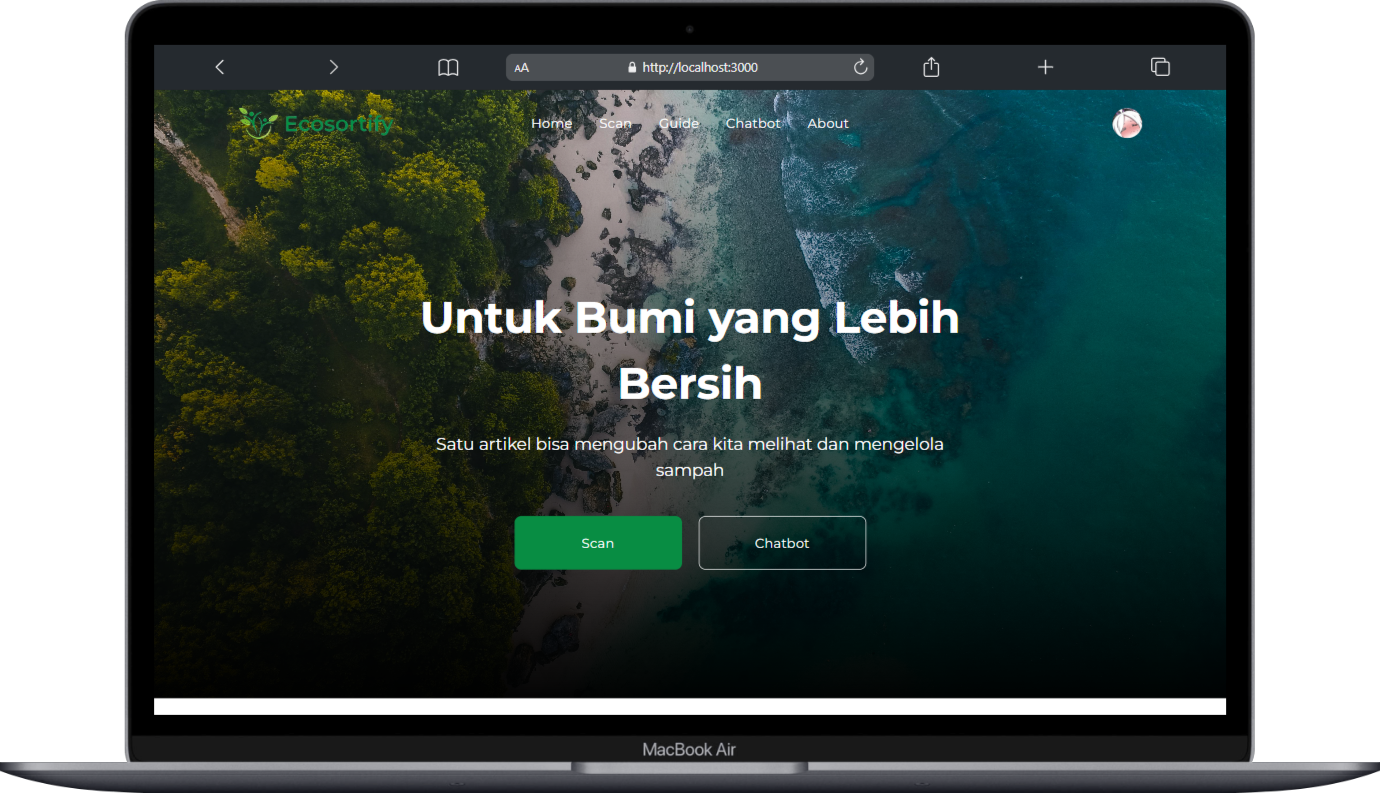 AA http://localhost:3000
Ecosortify Home Scan Guide Chatbot About
Untuk Bumi yang Lebih
Bersih
Satu artikel bisa mengubah cara kita melihat dan mengelola
sampah
Scan Chatbot
MacBook Air